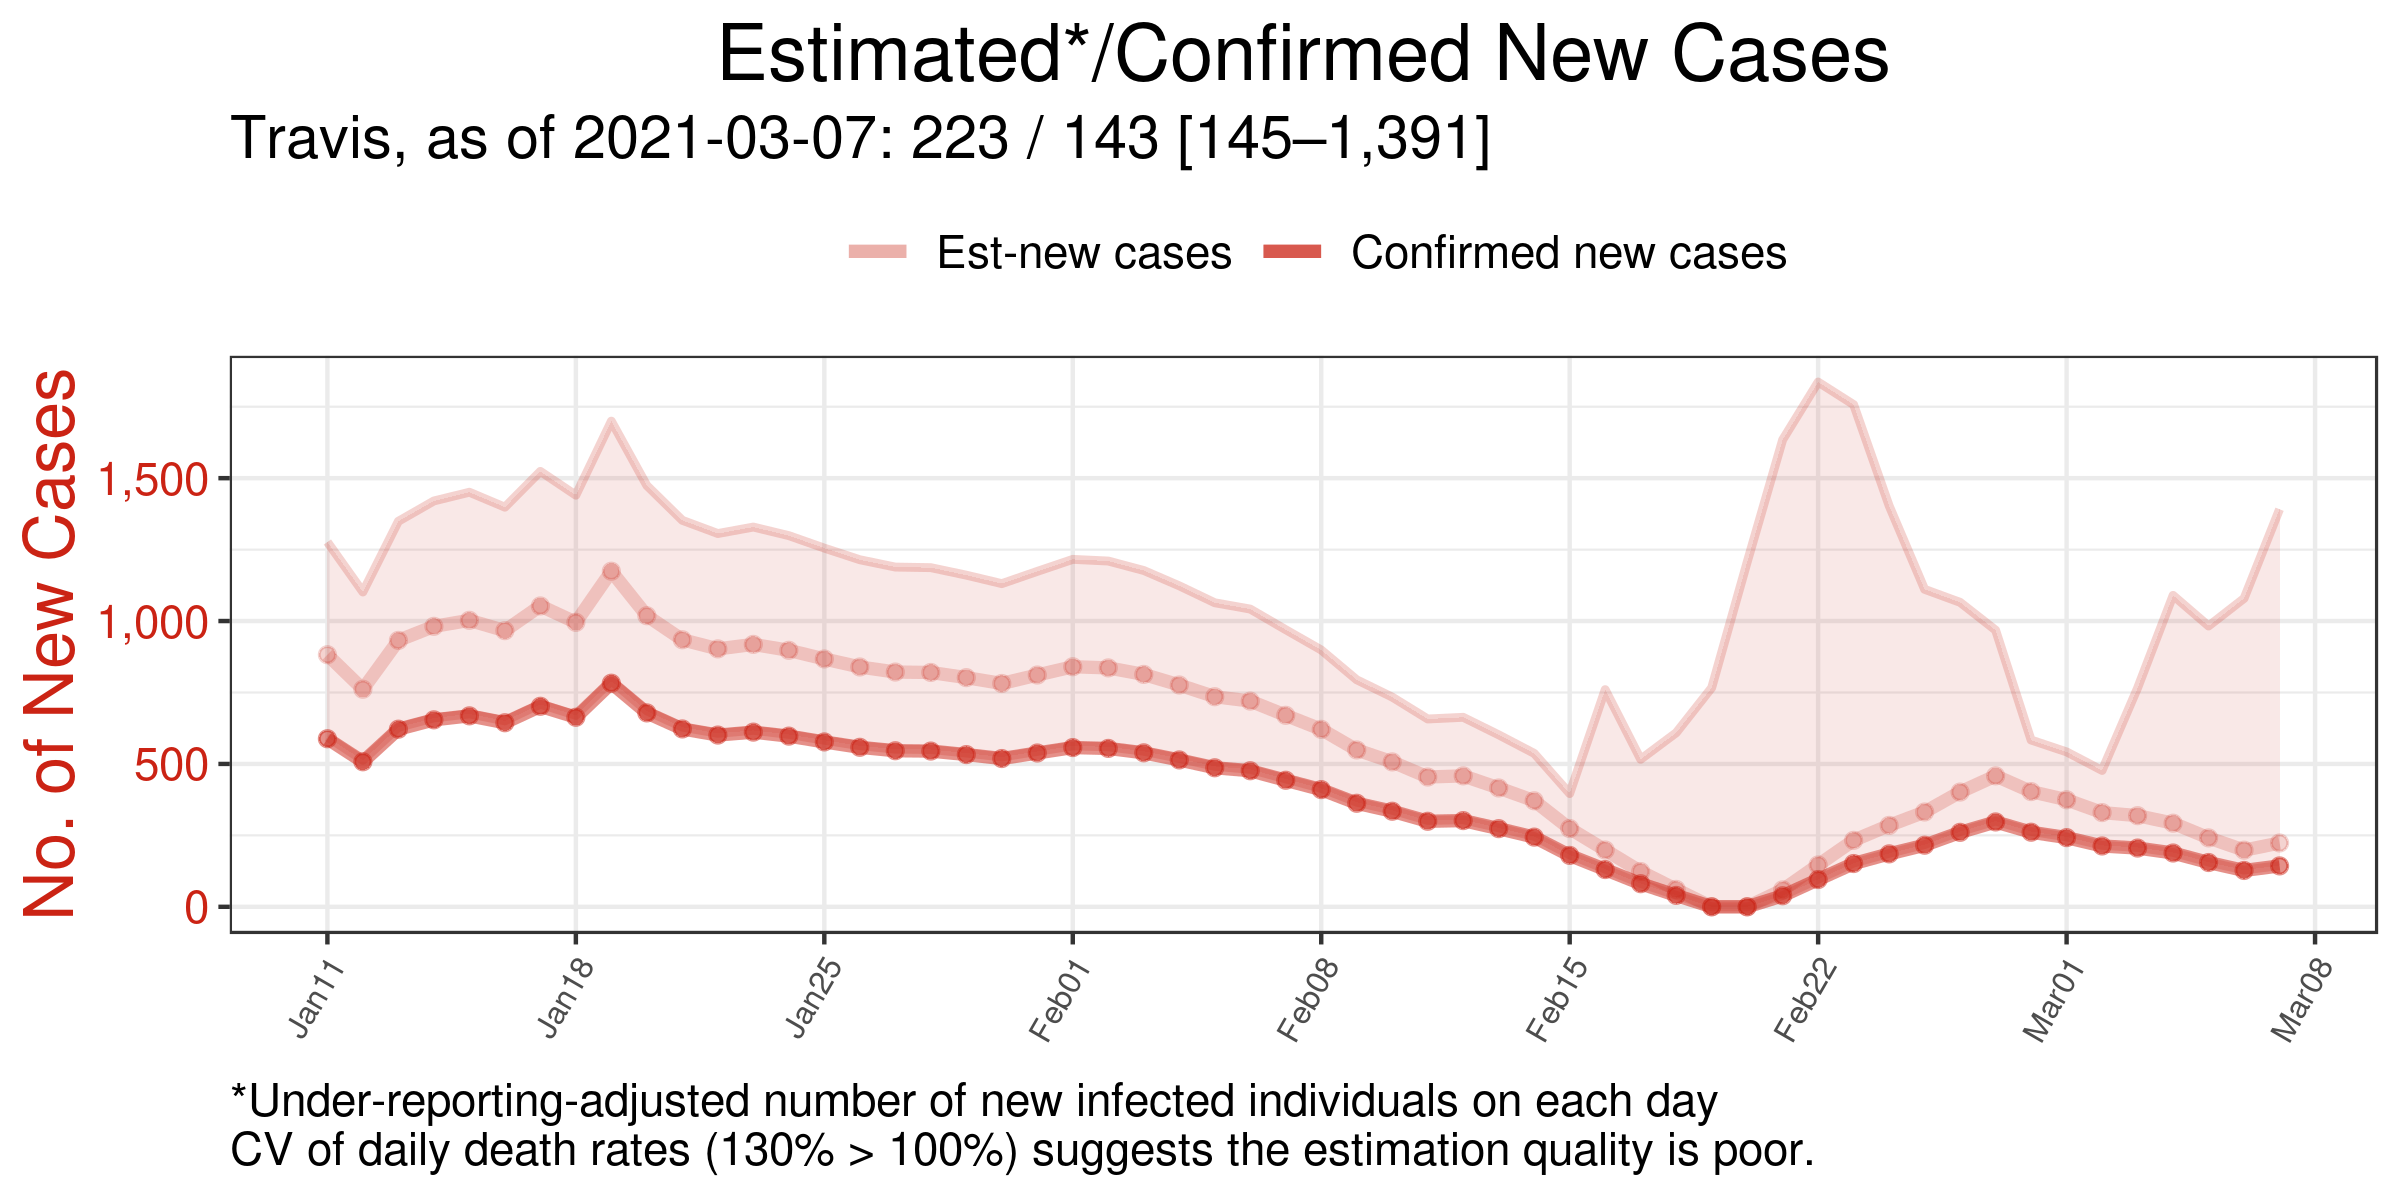 Estimated*/Confirmed New Cases
Travis, as of 2021-03-07: 223 / 143 [145–1,391]
Est-new cases Confirmed new cases
No. of New Cases
1,500
1,000
500
0
Jan11 Jan18 Jan25 Feb01 Feb08 Feb15 Feb22 Mar01 Mar08
*Under-reporting-adjusted number of new infected individuals on each day
CV of daily death rates (130% > 100%) suggests the estimation quality is poor.